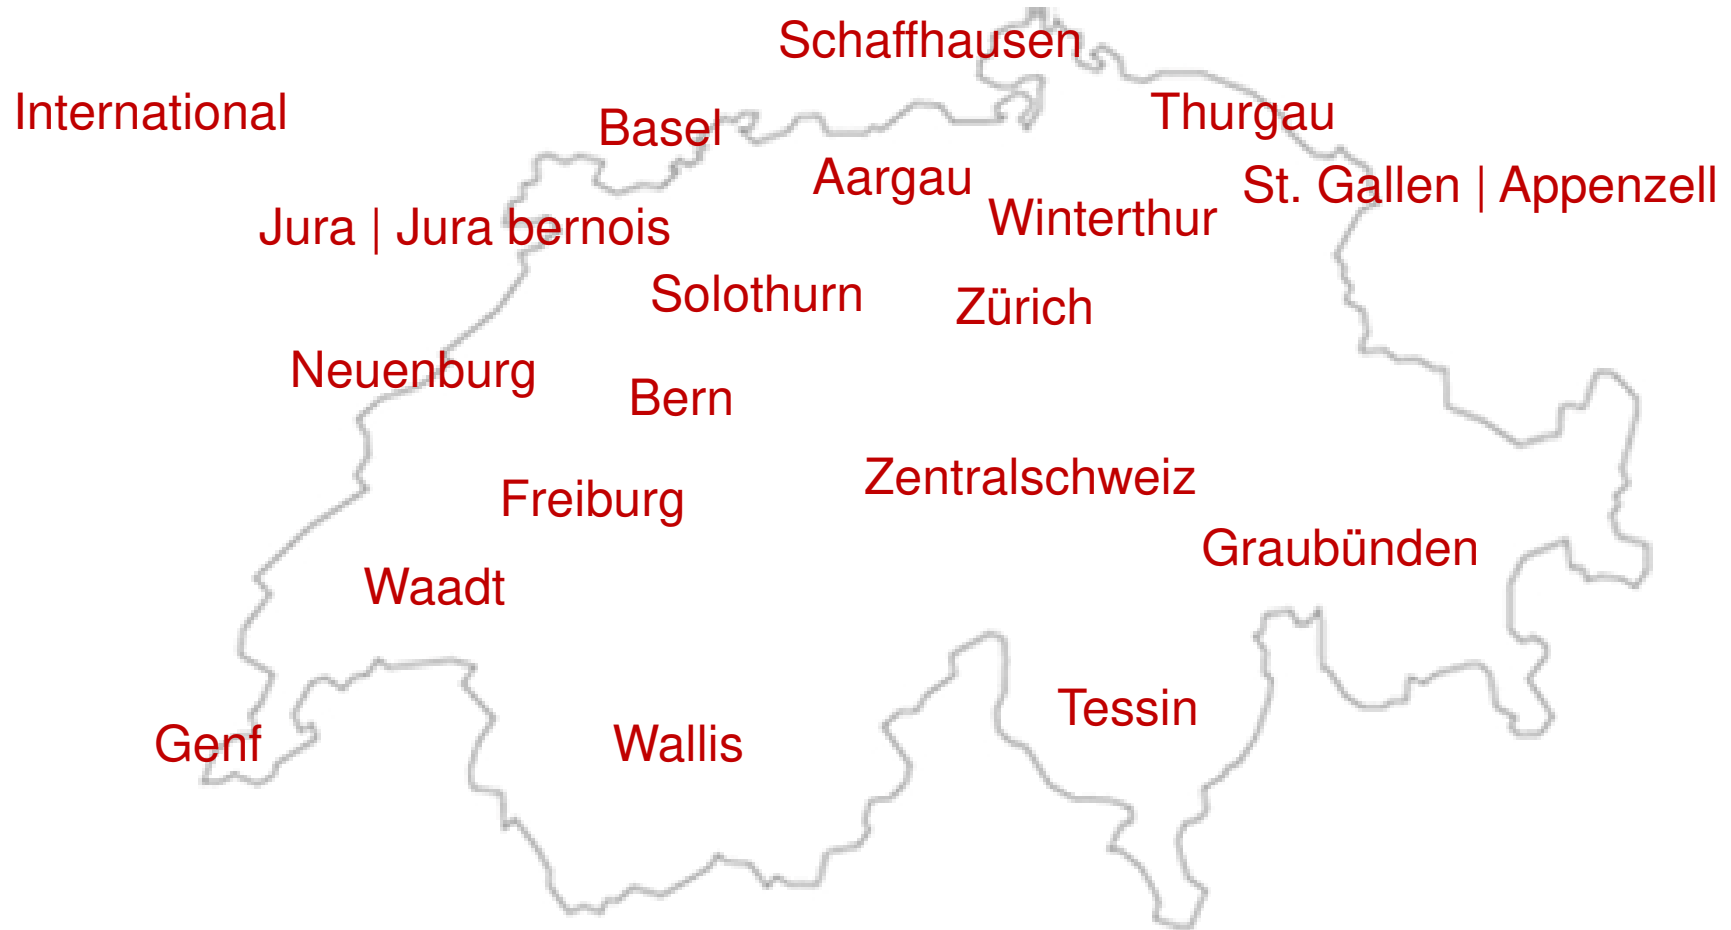 Schaffhausen
International
Basel
Thurgau
Aargau
St. Gallen | Appenzell
Jura | Jura bernois
Winterthur
Solothurn
Zürich
Neuenburg
Bern
Zentralschweiz
Freiburg
Graubünden
Waadt
Tessin
Genf
Wallis